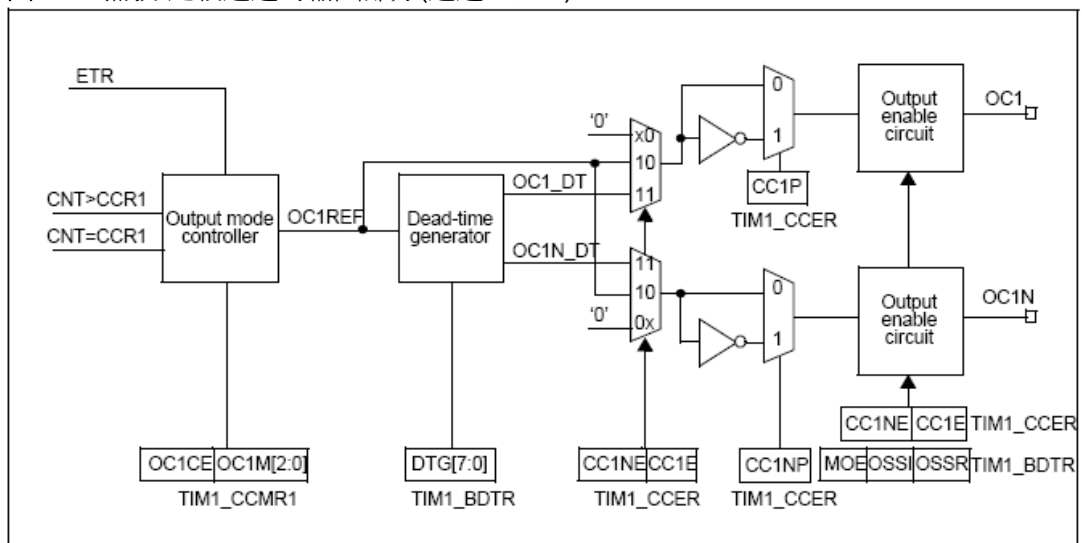 ETR
CNT>CCR1
CNT=CCR1
Output mode
controller
OC1REF
Dead-time
generator
OC1_DT
OC1N_DT
'0'
x0
10
11
11
10
0x
'0'
0
1
CC1P
TIM1_CCER
0
1
Output
enable
circuit
OC1
Output
enable
circuit
OC1N
CC1NE CC1E TIM1_CCER
MOE OSSI OSSR TIM1_BDTR
OC1CE OC1M[2:0]
TIM1_CCMR1
DTG[7:0]
TIM1_BDTR
CC1NE CC1E
TIM1_CCER
CC1NP
TIM1_CCER